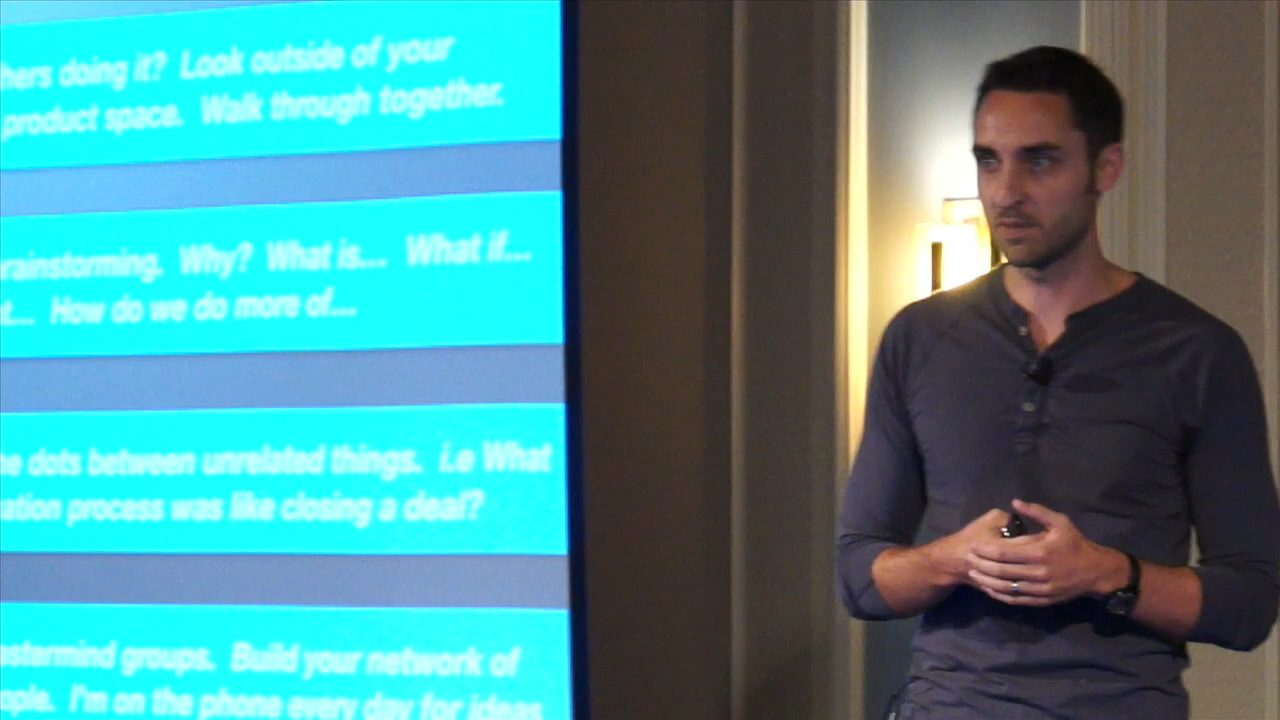 hers doing it? Look outside of your
product space. Walk through together.
rainstorming. Why? What is... What if...
t... How do we do more of...
e dots between unrelated things. i.e What
ation process was like closing a deal?
stermind groups. Build your network of
ople. I'm on the phone every day for ideas